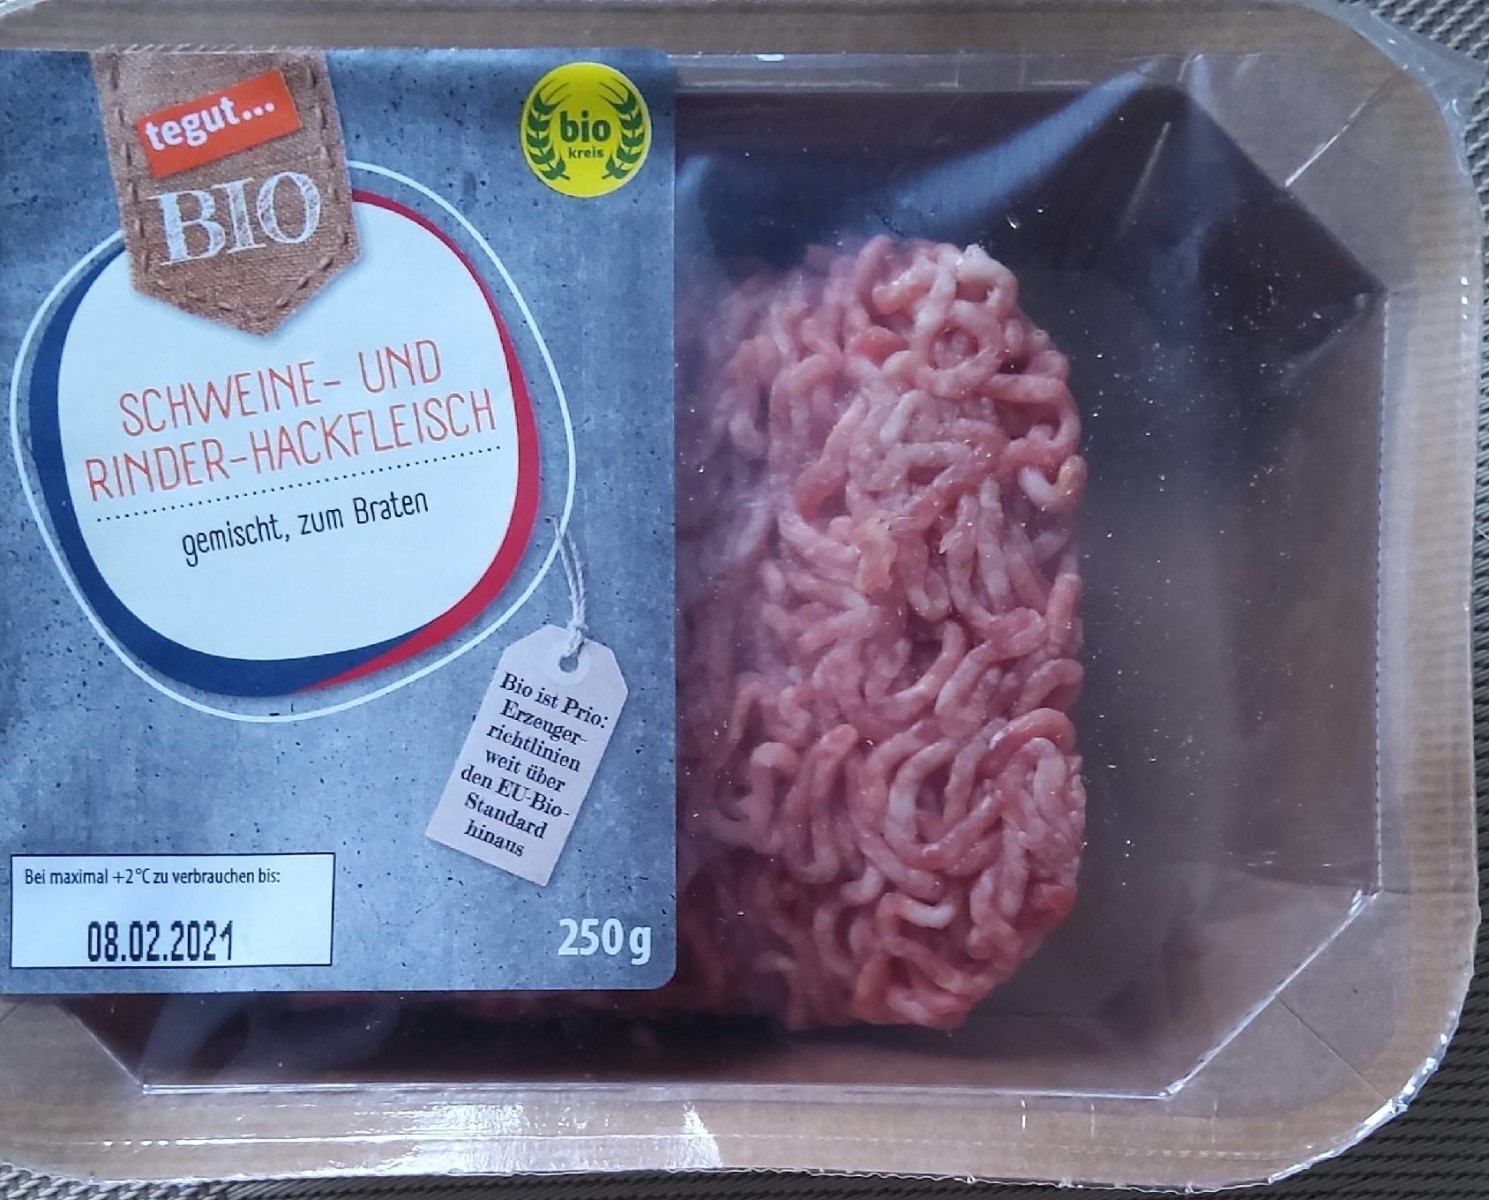 tegut...
BIO
bio
kreis
SCHWEINE- UND
RINDER-HACKFLEISCH
gemischt, zum Braten
Bio ist Prio:
Erzeuger-
richtlinien
weit über
den EU-Bio-
Standard
hinaus
Bei maximal +2°C zu verbrauchen bis:
08.02.2021
250 g